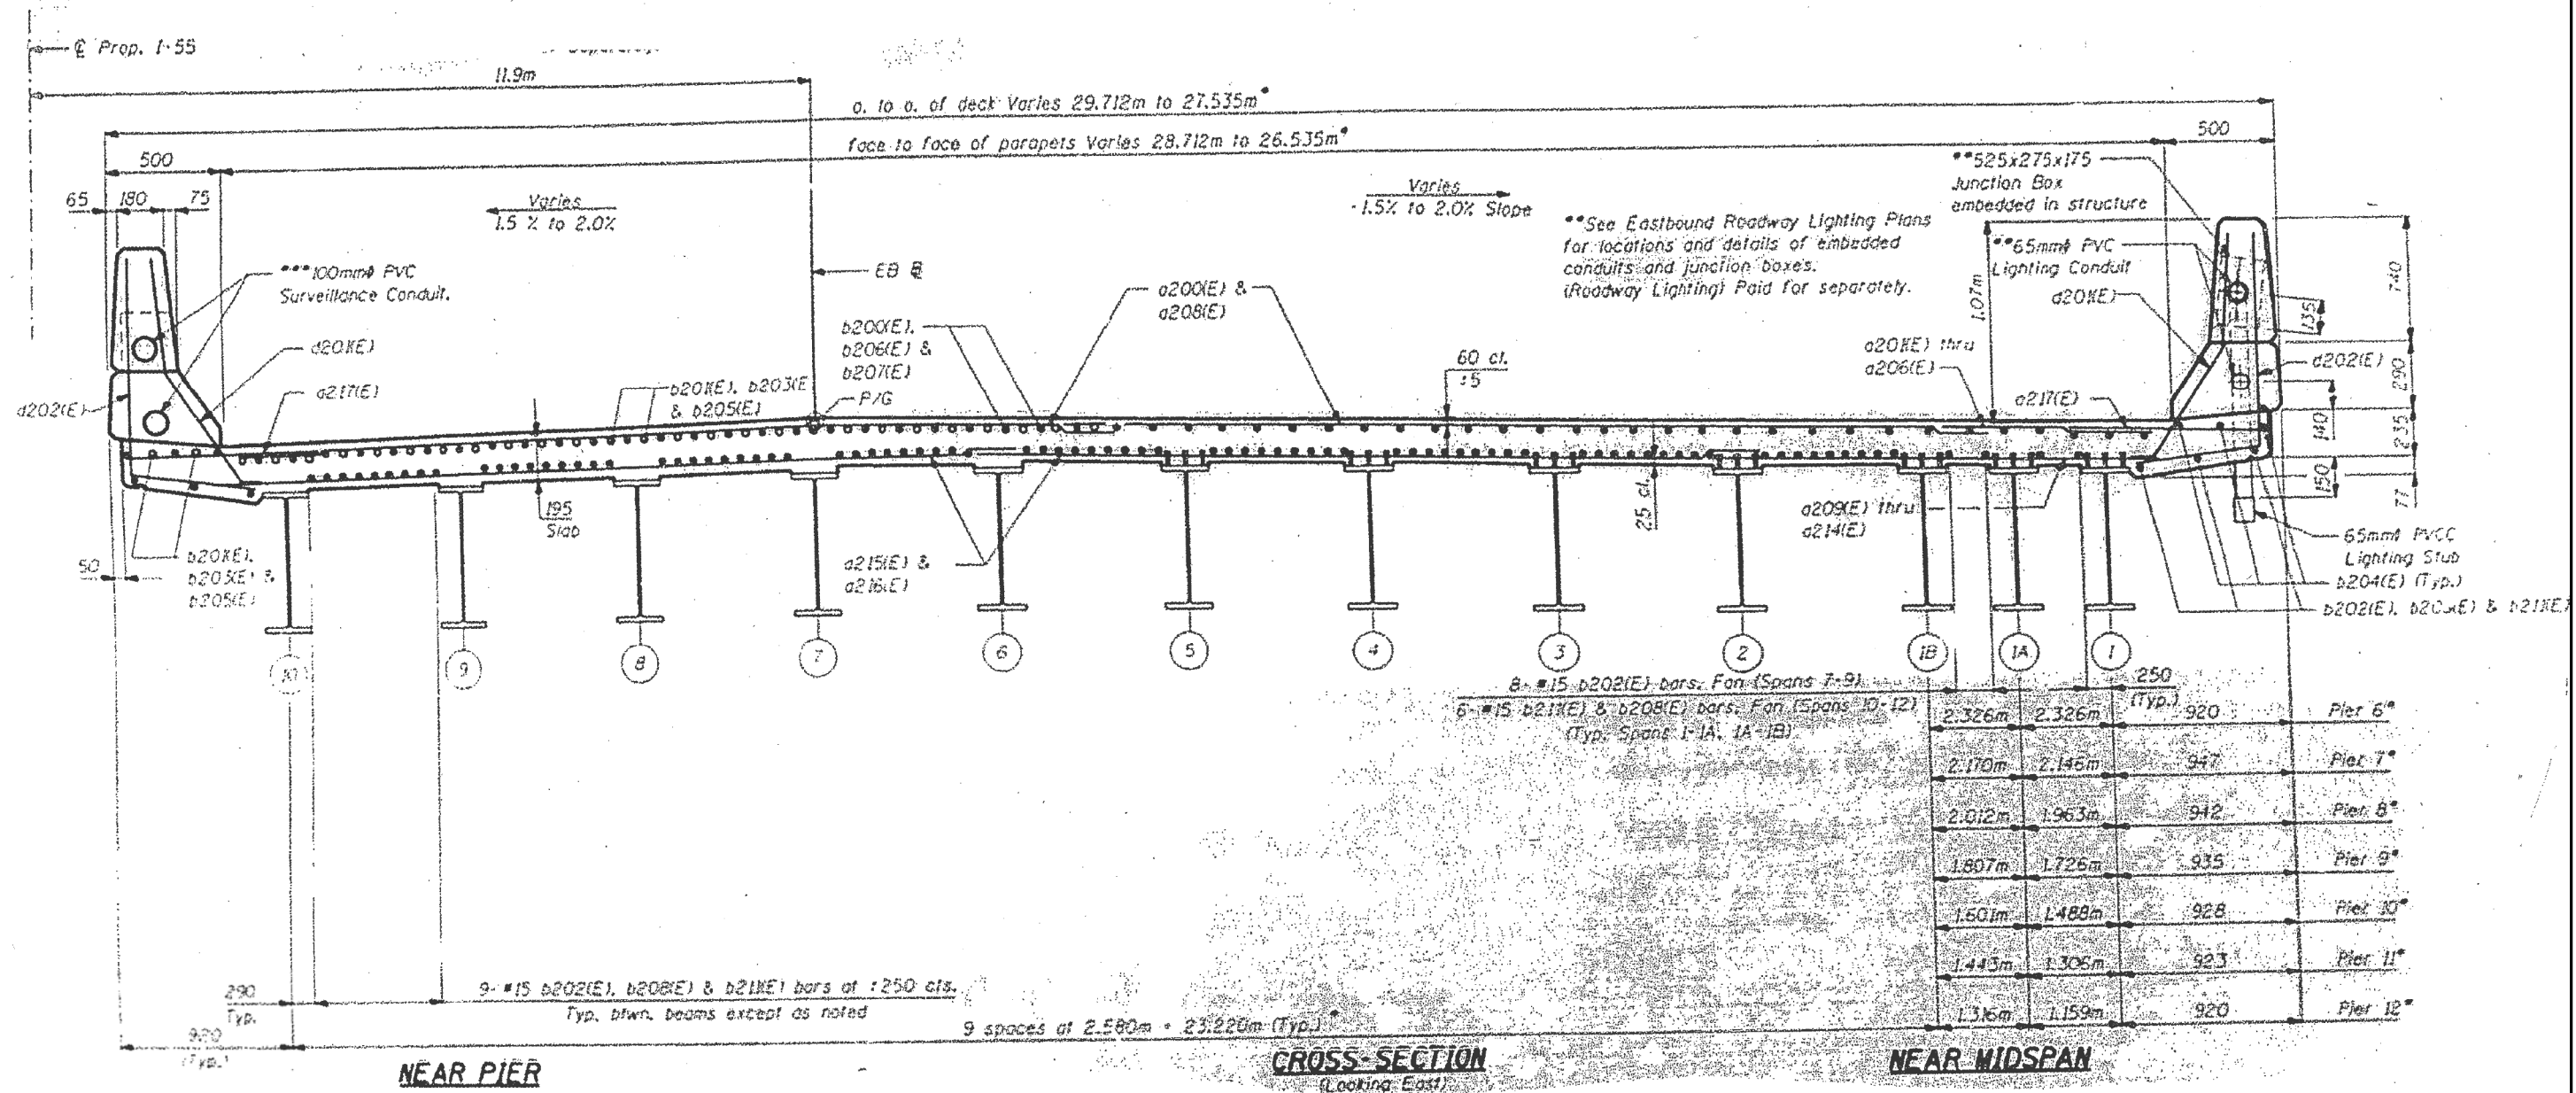 ℄ Prop. I-55
11.9m
o. to o. of deck Varies 29.712m to 27.535m*
face to face of parapets Varies 28.712m to 26.535m*
500
500
65
180
75
Varies
1.5 % to 2.0%
Varies
1.5% to 2.0% Slope
**525x275x175
Junction Box
embedded in structure
**See Eastbound Roadway Lighting Plans
for locations and details of embedded
conduits and junction boxes.
(Roadway Lighting) Paid for separately.
**65mmϕ PVC
Lighting Conduit
d201(E)
***100mmϕ PVC
Surveillance Conduit.
EB ℄
a200(E) &
a208(E)
1.07m
740
135
b200(E),
b206(E) &
b207(E)
d201(E)
60 cl.
±5
a201(E) thru
a206(E)
d202(E)
290
a217(E)
b201(E), b203(E
& b205(E)
P/G
a217(E)
d202(E)
140
235
150
77
195
Slab
25 cl.
a209(E) thru
a214(E)
65mmϕ PVCC
Lighting Stub
50
b201(E),
b203(E) &
b205(E)
a215(E) &
a216(E)
b204(E) (Typ.)
b202(E), & b211(E)
10
9
8
7
6
5
4
3
2
1B
1A
1
8- #15 b202(E) bars, Fan (Spans 7-9)
6- #15 b211(E) & b208(E) bars, Fan (Spans 10-12)
(Typ. Spans 1-1A, 1A-1B)
250
(Typ.)
2.326m 2.326m 920 Pier 6*
2.170m 2.146m 947 Pier 7*
2.012m 1.963m 942 Pier 8*
1.807m 1.726m 935 Pier 9*
1.601m 1.488m 928 Pier 10*
1.443m 1.306m 923 Pier 11*
1.316m 1.159m 920 Pier 12*
290
Typ.
9- #15 b202(E), b208(E) & b211(E) bars at ±250 cts.
Typ. btwn. beams except as noted
920
(Typ.)
9 spaces at 2.580m = 23.220m (Typ.)*
NEAR PIER
CROSS-SECTION
(Looking East)
NEAR MIDSPAN